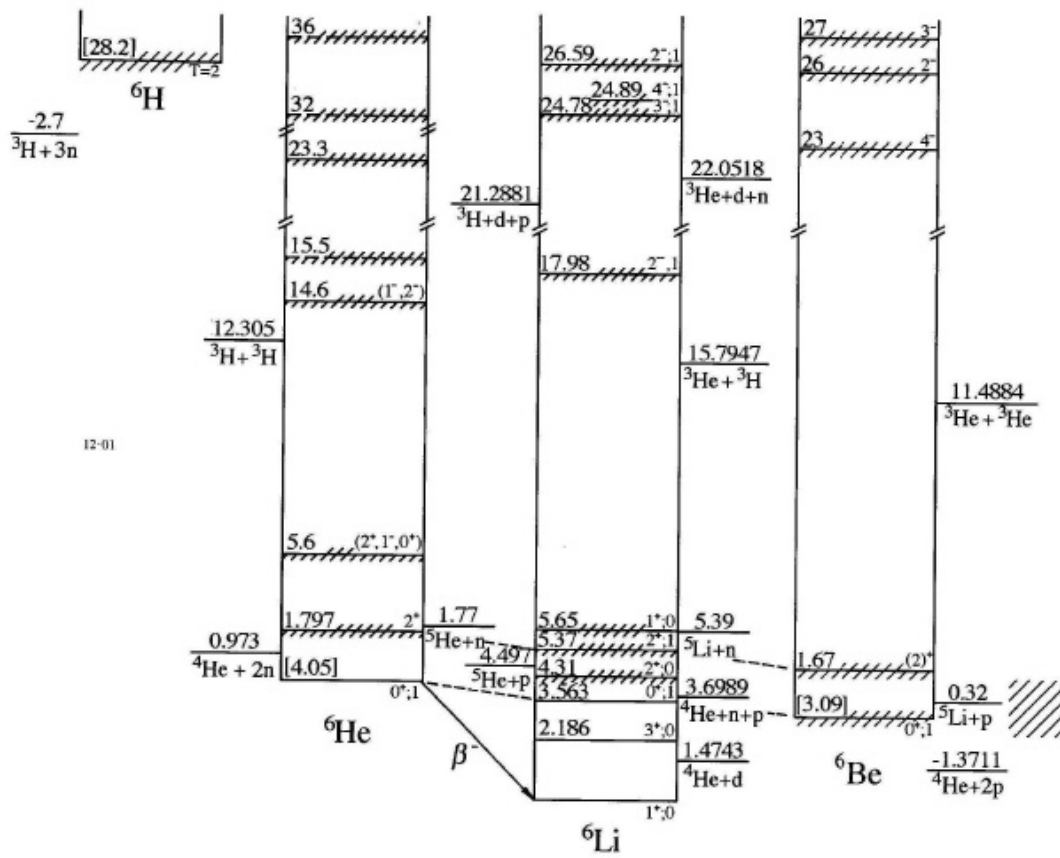 [28.2]
T=2
⁶H
-2.7
³H+3n
36
32
23.3
15.5
14.6 (1⁻,2⁻)
12.305
³H+³H
12-01
5.6 (2⁺,1⁻,0⁺)
1.797 2⁺
1.77
⁵He+n
0.973
⁴He+2n
[4.05]
0⁺;1
⁶He
β⁻
26.59 2⁻;1
24.89 4⁻;1
24.78 3⁻;1
22.0518
³He+d+n
21.2881
³H+d+p
17.98 2⁻,1
15.7947
³He+³H
5.65 1⁺;0
5.39
⁵Li+n
5.37 2⁺;1
4.497
⁵He+p
4.31 2⁺;0
3.563 0⁺;1
3.6989
⁴He+n+p
2.186 3⁺;0
1.4743
⁴He+d
1⁺;0
⁶Li
27 3⁻
26 2⁻
23 4⁻
11.4884
³He+³He
1.67 (2)⁺
[3.09]
0⁺;1
0.32
⁵Li+p
⁶Be
-1.3711
⁴He+2p